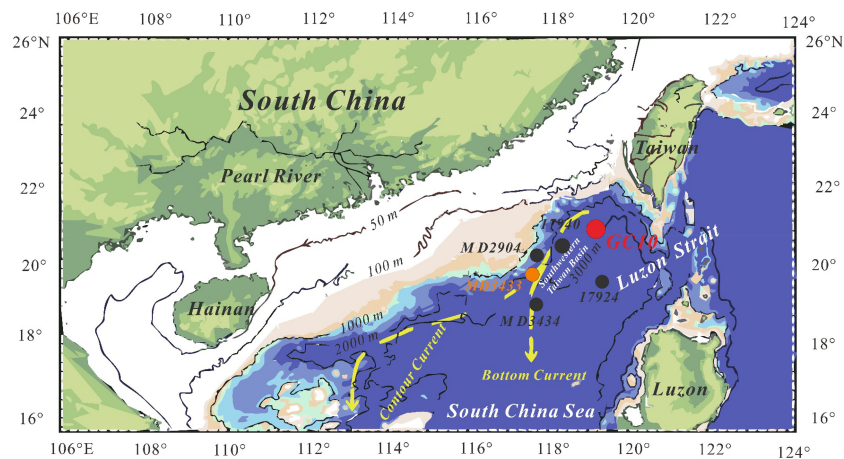 106°E 108° 110° 112° 114° 116° 118° 120° 122° 124°
26°N
26°N
24°
24°
South China
Taiwan
Pearl River
22°
22°
50 m
17940
GC10
MD2904
Southwestern
Taiwan Basin
3000 m
Luzon Strait
20°
20°
100 m
MD3433
17924
Hainan
1000 m
MD3434
18°
18°
2000 m
Contour Current
Bottom Current
Luzon
South China Sea
16°
16°
106°E 108° 110° 112° 114° 116° 118° 120° 122° 124°